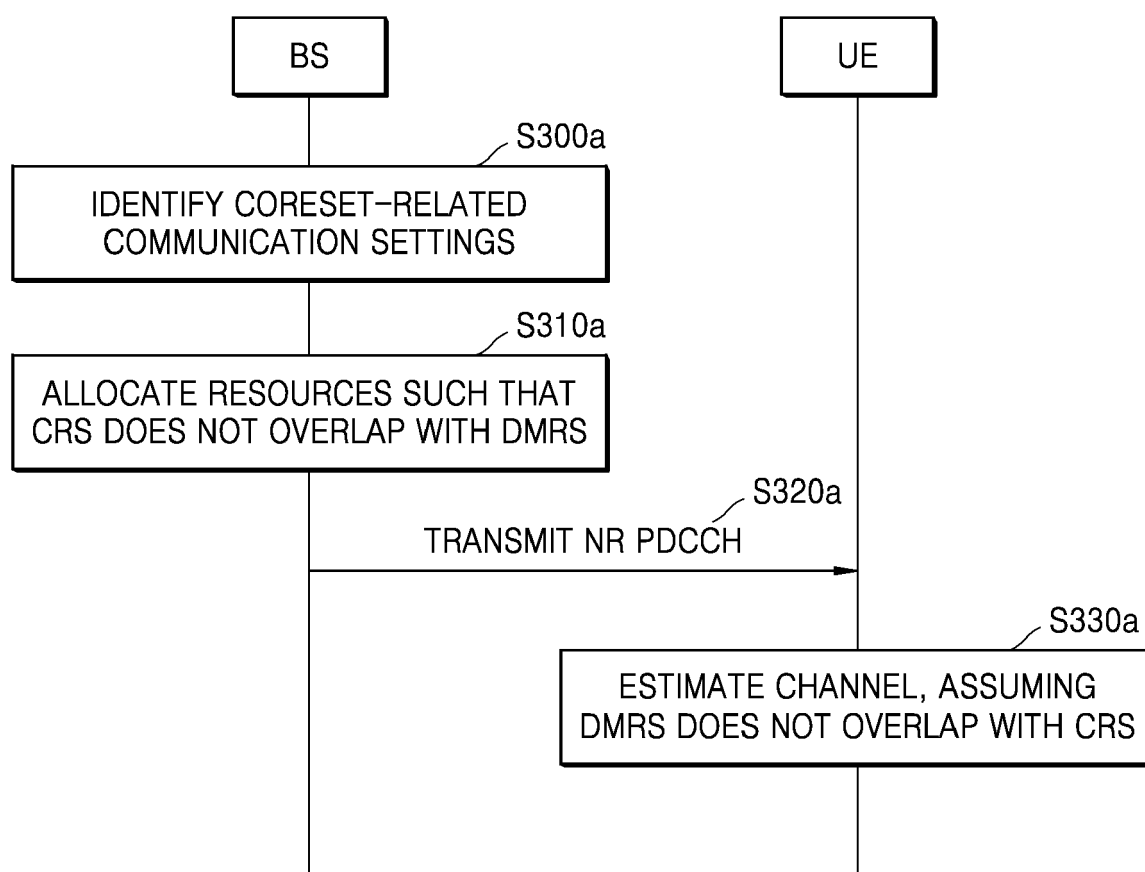 BS
UE
S300a
IDENTIFY CORESET-RELATED
COMMUNICATION SETTINGS
S310a
ALLOCATE RESOURCES SUCH THAT
CRS DOES NOT OVERLAP WITH DMRS
S320a
TRANSMIT NR PDCCH
S330a
ESTIMATE CHANNEL, ASSUMING
DMRS DOES NOT OVERLAP WITH CRS